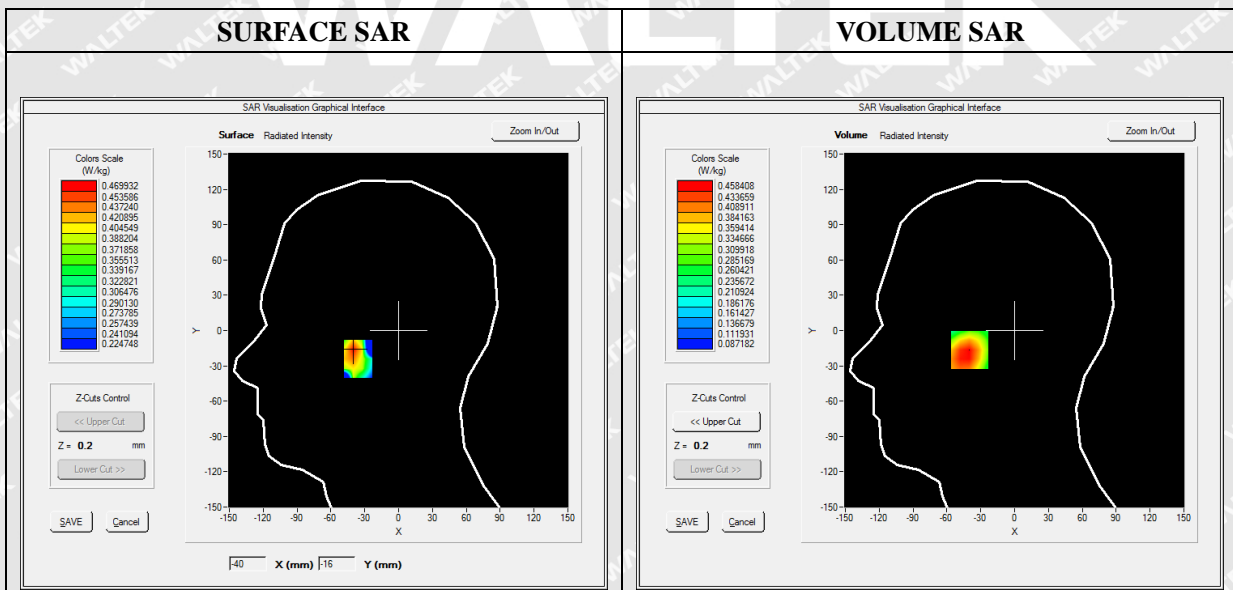 WALTEK
SURFACE SAR
SAR Visualisation Graphical Interface
Surface Radiated Intensity
Zoom In/Out
Colors Scale
(W/kg)
0.469932
0.453586
0.437240
0.420895
0.404549
0.388204
0.371858
0.355513
0.339167
0.322821
0.306476
0.290130
0.273785
0.257439
0.241094
0.224748
Z-Cuts Control
<< Upper Cut
Z = 0.2 mm
Lower Cut >>
SAVE Cancel
150
120
90
60
30
0
-30
-60
-90
-120
-150
Y
-150 -120 -90 -60 -30 0 30 60 90 120 150
X
-40 X (mm) -16 Y (mm)
VOLUME SAR
SAR Visualisation Graphical Interface
Volume Radiated Intensity
Zoom In/Out
Colors Scale
(W/kg)
0.458408
0.433659
0.408911
0.384163
0.359414
0.334666
0.309918
0.285169
0.260421
0.235672
0.210924
0.186176
0.161427
0.136679
0.111931
0.087182
Z-Cuts Control
<< Upper Cut
Z = 0.2 mm
Lower Cut >>
SAVE Cancel
150
120
90
60
30
0
-30
-60
-90
-120
-150
Y
-150 -120 -90 -60 -30 0 30 60 90 120 150
X